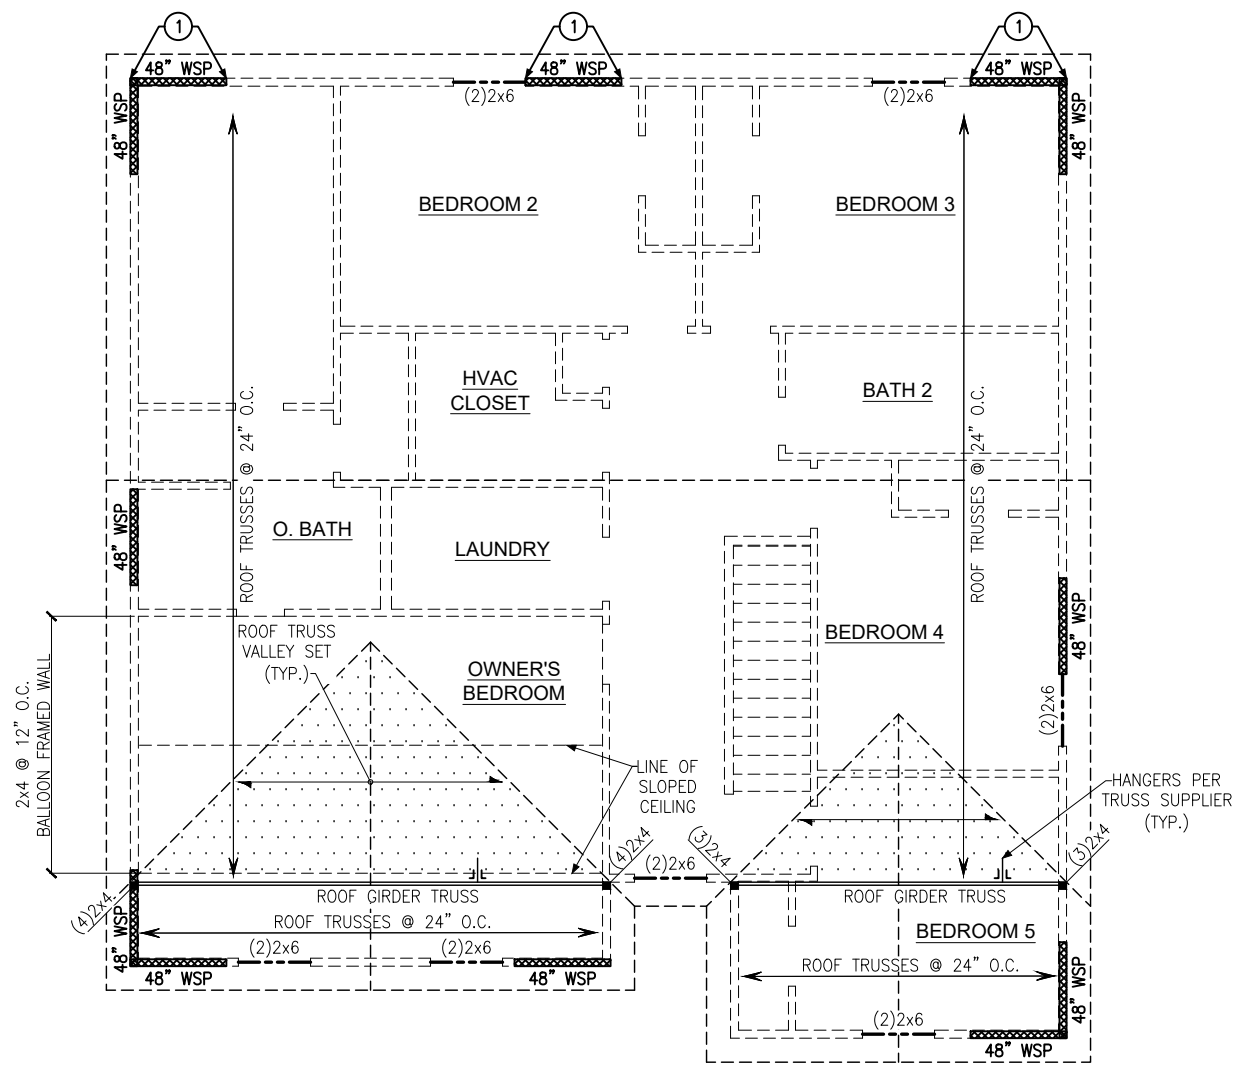 1
1
1
48" WSP
48" WSP
48" WSP
(2)2x6
(2)2x6
48" WSP
48" WSP
BEDROOM 2
BEDROOM 3
HVAC
CLOSET
BATH 2
ROOF TRUSSES @ 24" O.C.
ROOF TRUSSES @ 24" O.C.
48" WSP
O. BATH
LAUNDRY
48" WSP
ROOF TRUSS
VALLEY SET
(TYP.)
BEDROOM 4
OWNER'S
BEDROOM
(2)2x6
2x4 @ 12" O.C.
BALLOON FRAMED WALL
LINE OF
SLOPED
CEILING
HANGERS PER
TRUSS SUPPLIER
(TYP.)
(4)2x4
(3)2x4
(3)2x4
(2)2x6
(4)2x4
ROOF GIRDER TRUSS
ROOF GIRDER TRUSS
ROOF TRUSSES @ 24" O.C.
BEDROOM 5
48" WSP
(2)2x6
(2)2x6
ROOF TRUSSES @ 24" O.C.
48" WSP
48" WSP
48" WSP
(2)2x6
48" WSP